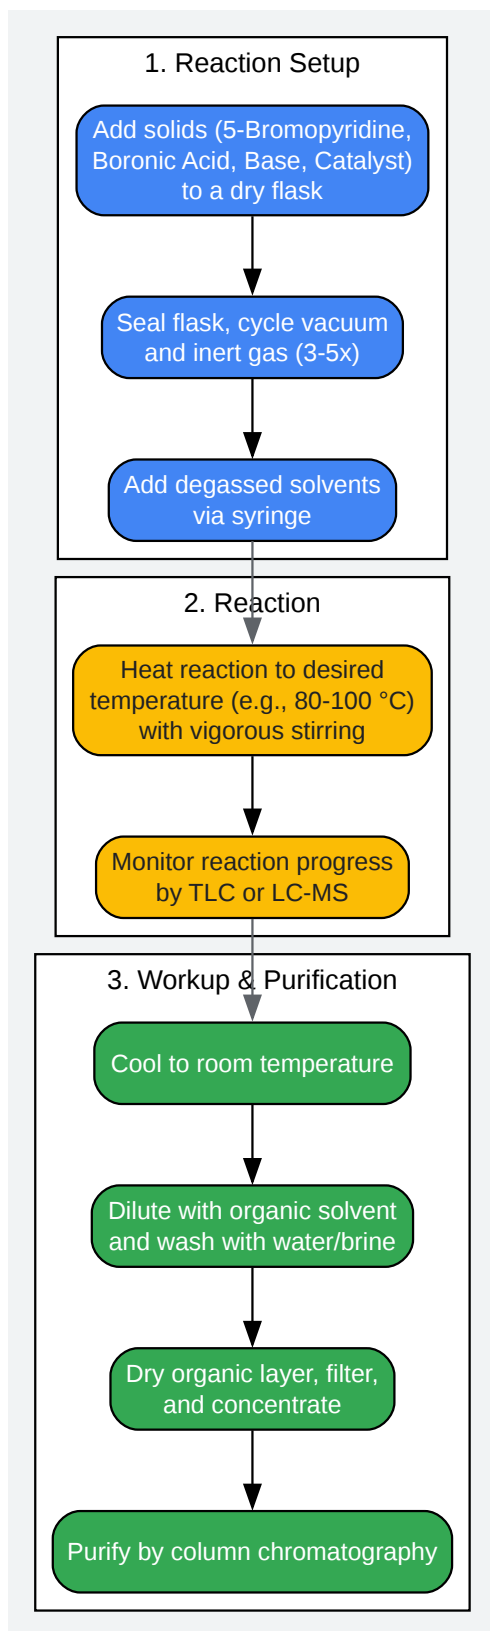 1. Reaction Setup
Add solids (5-Bromopyridine,
Boronic Acid, Base, Catalyst)
to a dry flask
Seal flask, cycle vacuum
and inert gas (3-5x)
Add degassed solvents
via syringe
2. Reaction
Heat reaction to desired
temperature (e.g., 80-100 °C)
with vigorous stirring
Monitor reaction progress
by TLC or LC-MS
3. Workup & Purification
Cool to room temperature
Dilute with organic solvent
and wash with water/brine
Dry organic layer, filter,
and concentrate
Purify by column chromatography